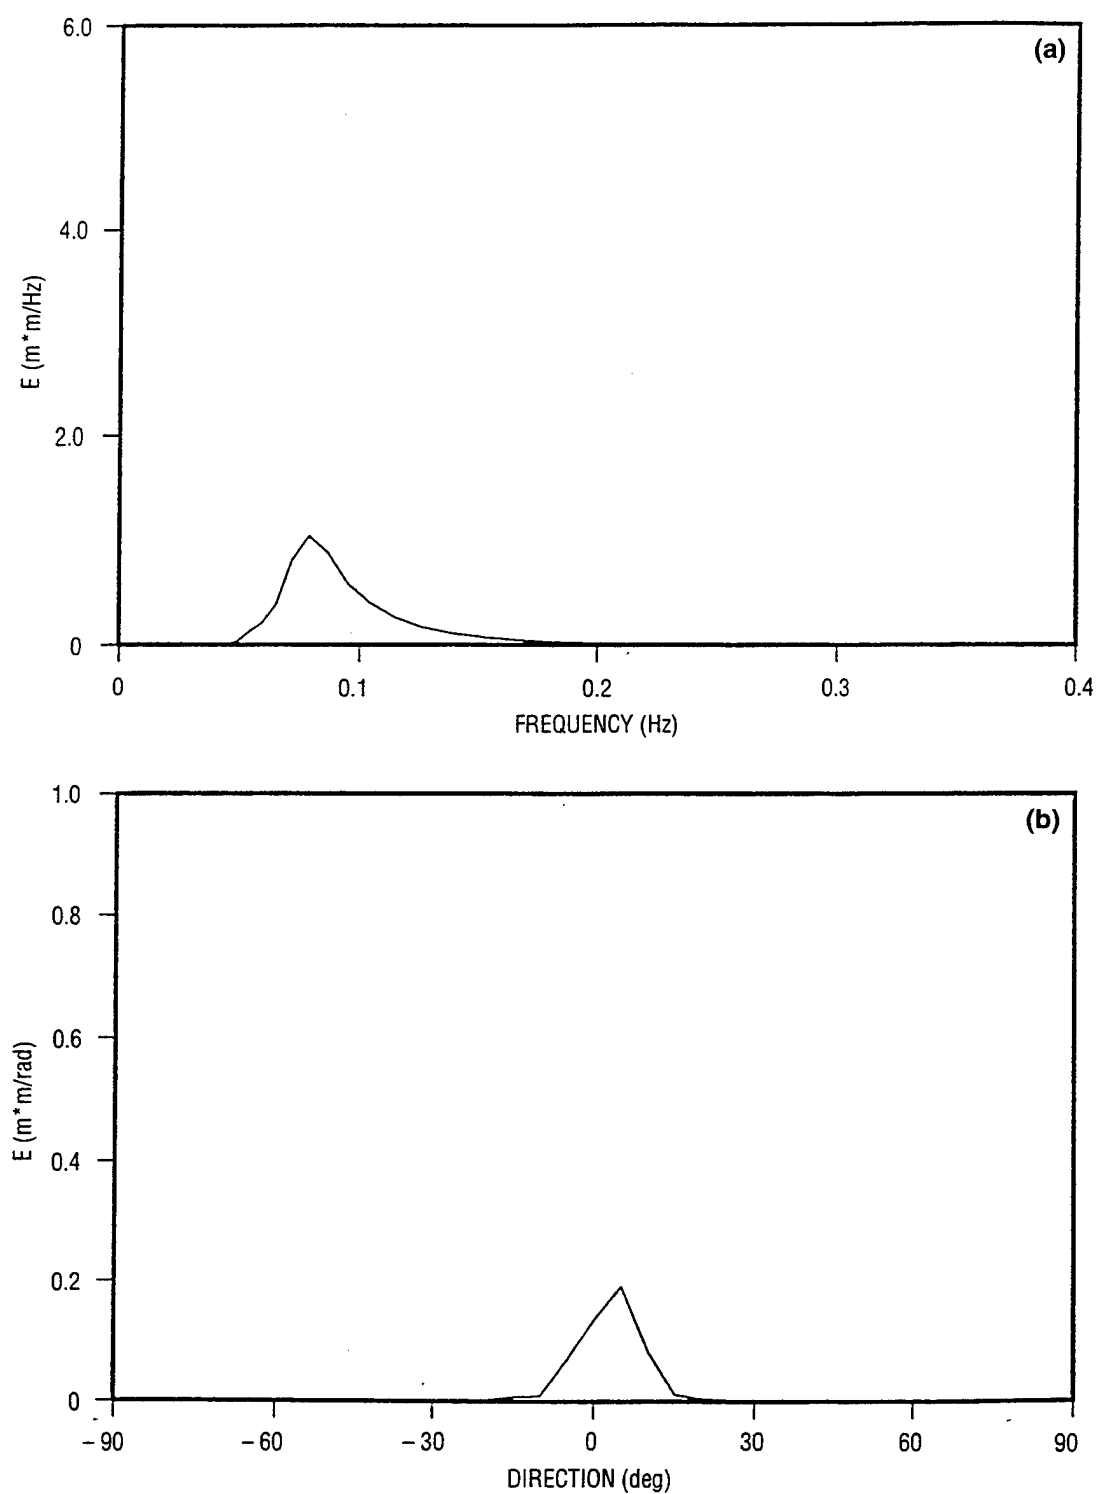 (a)
6.0
4.0
2.0
0
E (m*m/Hz)
0 0.1 0.2 0.3 0.4
FREQUENCY (Hz)
(b)
1.0
0.8
0.6
0.4
0.2
0
E (m*m/rad)
−90 −60 −30 0 30 60 90
DIRECTION (deg)